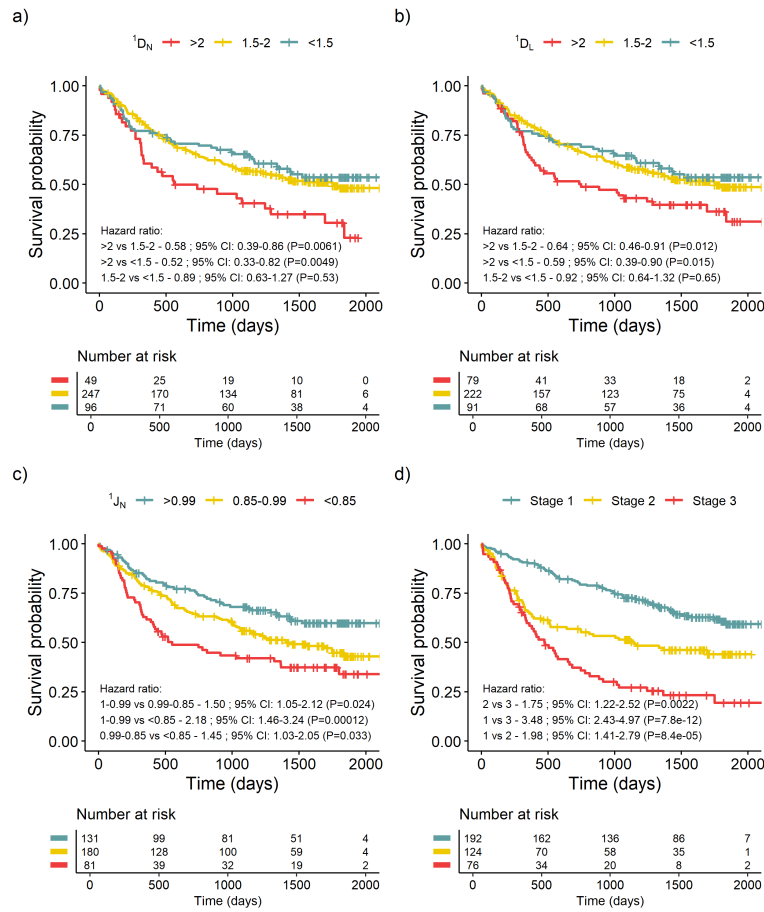 a)
¹D_N >2 1.5-2 <1.5
1.00
0.75
0.50
0.25
0.00
Survival probability
Hazard ratio:
>2 vs 1.5-2 - 0.58 ; 95% CI: 0.39-0.86 (P=0.0061)
>2 vs <1.5 - 0.52 ; 95% CI: 0.33-0.82 (P=0.0049)
1.5-2 vs <1.5 - 0.89 ; 95% CI: 0.63-1.27 (P=0.53)
0 500 1000 1500 2000
Time (days)
Number at risk
49 25 19 10 0
247 170 134 81 6
96 71 60 38 4
0 500 1000 1500 2000
Time (days)
b)
¹D_L >2 1.5-2 <1.5
1.00
0.75
0.50
0.25
0.00
Survival probability
Hazard ratio:
>2 vs 1.5-2 - 0.64 ; 95% CI: 0.46-0.91 (P=0.012)
>2 vs <1.5 - 0.59 ; 95% CI: 0.39-0.90 (P=0.015)
1.5-2 vs <1.5 - 0.92 ; 95% CI: 0.64-1.32 (P=0.65)
0 500 1000 1500 2000
Time (days)
Number at risk
79 41 33 18 2
222 157 123 75 4
91 68 57 36 4
0 500 1000 1500 2000
Time (days)
c)
¹J_N >0.99 0.85-0.99 <0.85
1.00
0.75
0.50
0.25
0.00
Survival probability
Hazard ratio:
1-0.99 vs 0.99-0.85 - 1.50 ; 95% CI: 1.05-2.12 (P=0.024)
1-0.99 vs <0.85 - 2.18 ; 95% CI: 1.46-3.24 (P=0.00012)
0.99-0.85 vs <0.85 - 1.45 ; 95% CI: 1.03-2.05 (P=0.033)
0 500 1000 1500 2000
Time (days)
Number at risk
131 99 81 51 4
180 128 100 59 4
81 39 32 19 2
0 500 1000 1500 2000
Time (days)
d)
Stage 1 Stage 2 Stage 3
1.00
0.75
0.50
0.25
0.00
Survival probability
Hazard ratio:
2 vs 3 - 1.75 ; 95% CI: 1.22-2.52 (P=0.0022)
1 vs 3 - 3.48 ; 95% CI: 2.43-4.97 (P=7.8e-12)
1 vs 2 - 1.98 ; 95% CI: 1.41-2.79 (P=8.4e-05)
0 500 1000 1500 2000
Time (days)
Number at risk
192 162 136 86 7
124 70 58 35 1
76 34 20 8 2
0 500 1000 1500 2000
Time (days)